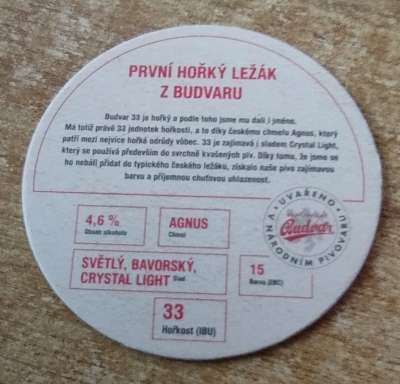 PRVNÍ HOŘKÝ LEŽÁK
Z BUDVARU
Budvar 33 je hořký a podle toho jsme mu dali i jméno.
Má totiž právě 33 jednotek hořkosti, a to díky českému chmelu Agnus, který
patří mezi nejvíce hořké odrůdy vůbec. 33 je zajímavá i sladem Crystal Light,
který se používá především do svrchně kvašených piv. Díky tomu, že jsme se
ho nebáli přidat do typického českého ležáku, získalo naše pivo zajímavou
barvu a příjemnou chuťovou uhlazenost.
UVAŘENO
Budvar
V NÁRODNÍM PIVOVARU
4,6 %
Obsah alkoholu
AGNUS
Chmel
SVĚTLÝ, BAVORSKÝ,
CRYSTAL LIGHT Slad
15
Barva (EBC)
33
Hořkost (IBU)